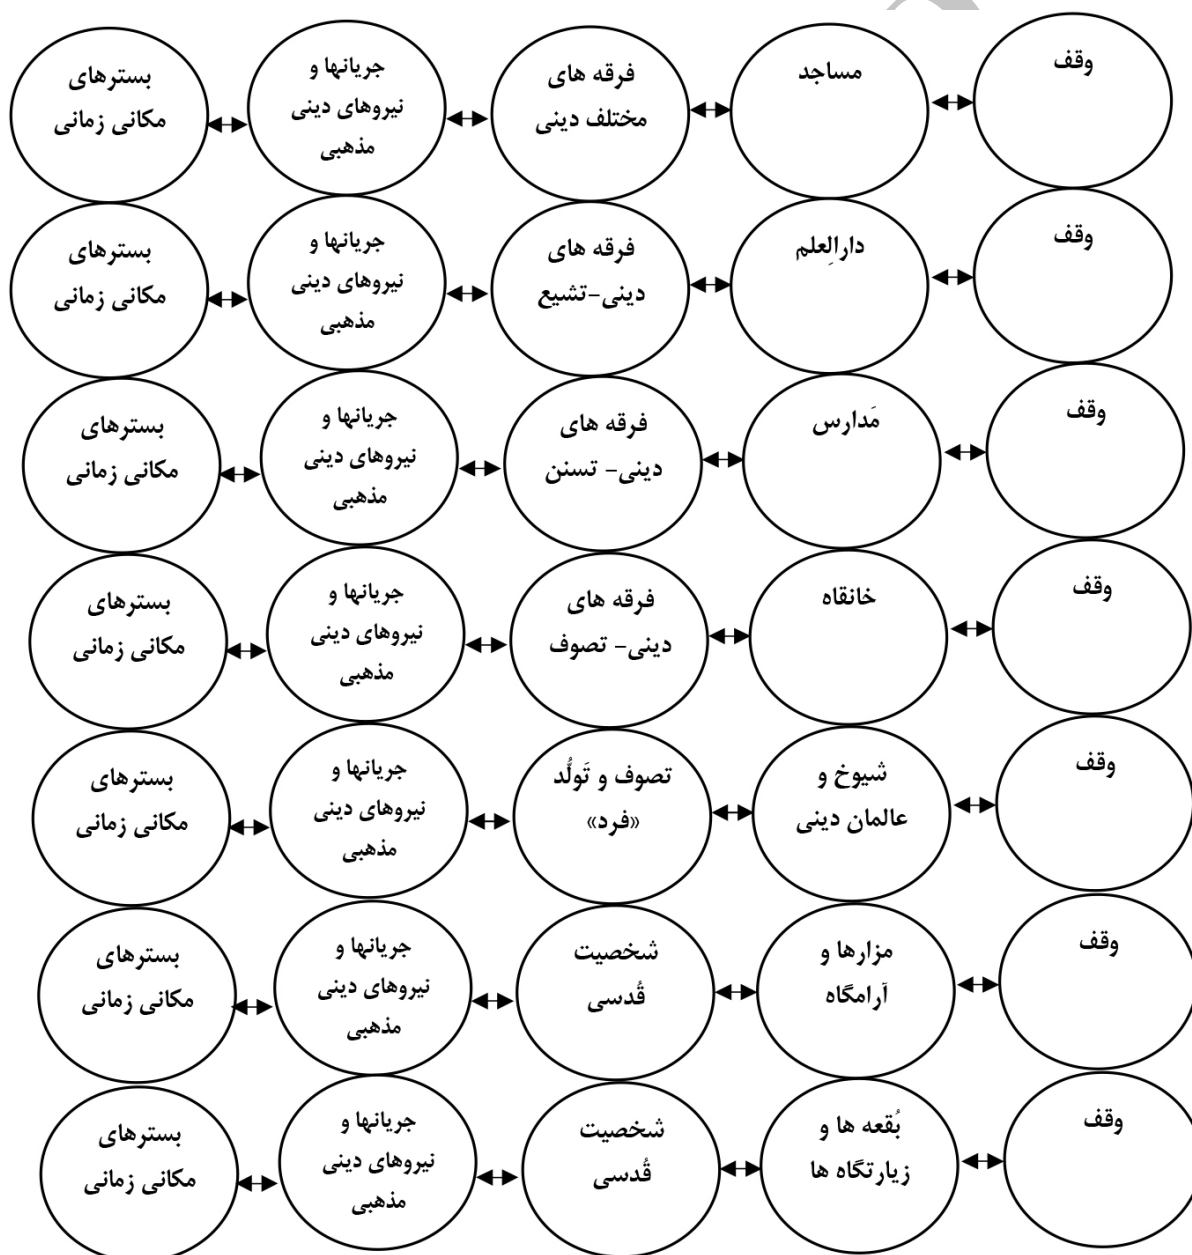 وقف
مساجد
فرقه های
مختلف دینی
جریانها و
نیروهای دینی
مذهبی
بسترهای
مکانی زمانی
وقف
دارالِعلم
فرقه های
دینی-تشیع
جریانها و
نیروهای دینی
مذهبی
بسترهای
مکانی زمانی
وقف
مَدارس
فرقه های
دینی- تسنن
جریانها و
نیروهای دینی
مذهبی
بسترهای
مکانی زمانی
وقف
خانقاه
فرقه های
دینی- تصوف
جریانها و
نیروهای دینی
مذهبی
بسترهای
مکانی زمانی
وقف
شیوخ و
عالمان دینی
تصوف و تَولُّد
«فرد»
جریانها و
نیروهای دینی
مذهبی
بسترهای
مکانی زمانی
وقف
مزارها و
آرامگاه
شخصیت
قُدسی
جریانها و
نیروهای دینی
مذهبی
بسترهای
مکانی زمانی
وقف
بُقعه ها و
زیارتگاه ها
شخصیت
قُدسی
جریانها و
نیروهای دینی
مذهبی
بسترهای
مکانی زمانی